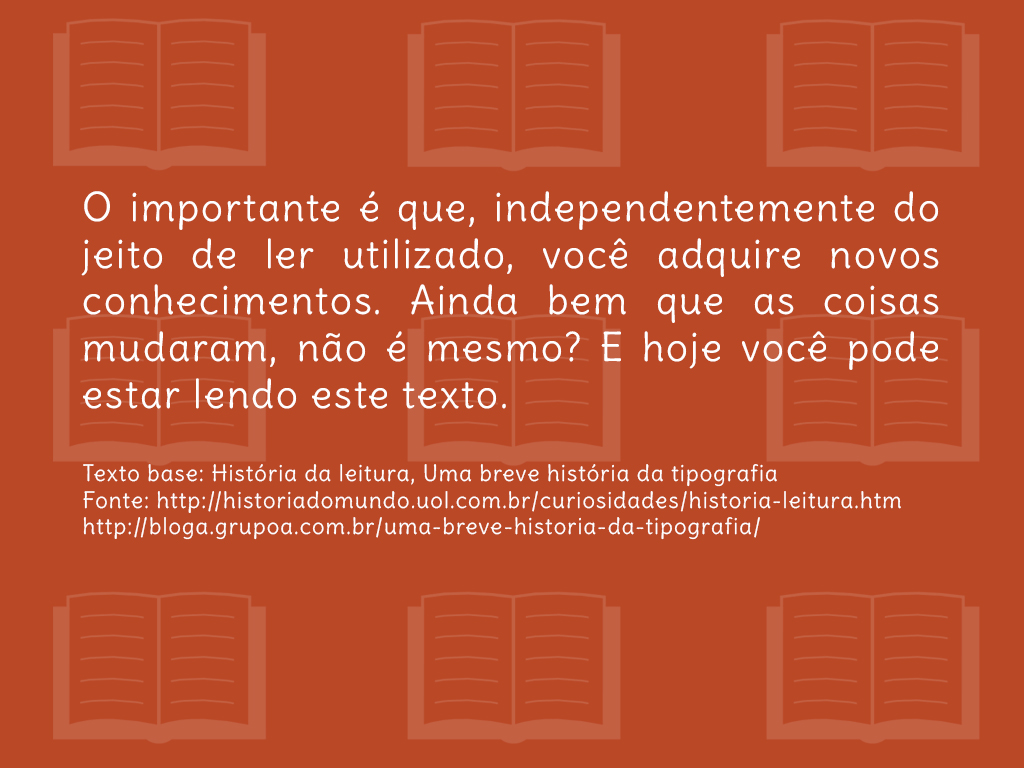 O importante é que, independentemente do
jeito de ler utilizado, você adquire novos
conhecimentos. Ainda bem que as coisas
mudaram, não é mesmo? E hoje você pode
estar lendo este texto.
Texto base: História da leitura, Uma breve história da tipografia
Fonte: http://historiadomundo.uol.com.br/curiosidades/historia-leitura.htm
http://bloga.grupoa.com.br/uma-breve-historia-da-tipografia/